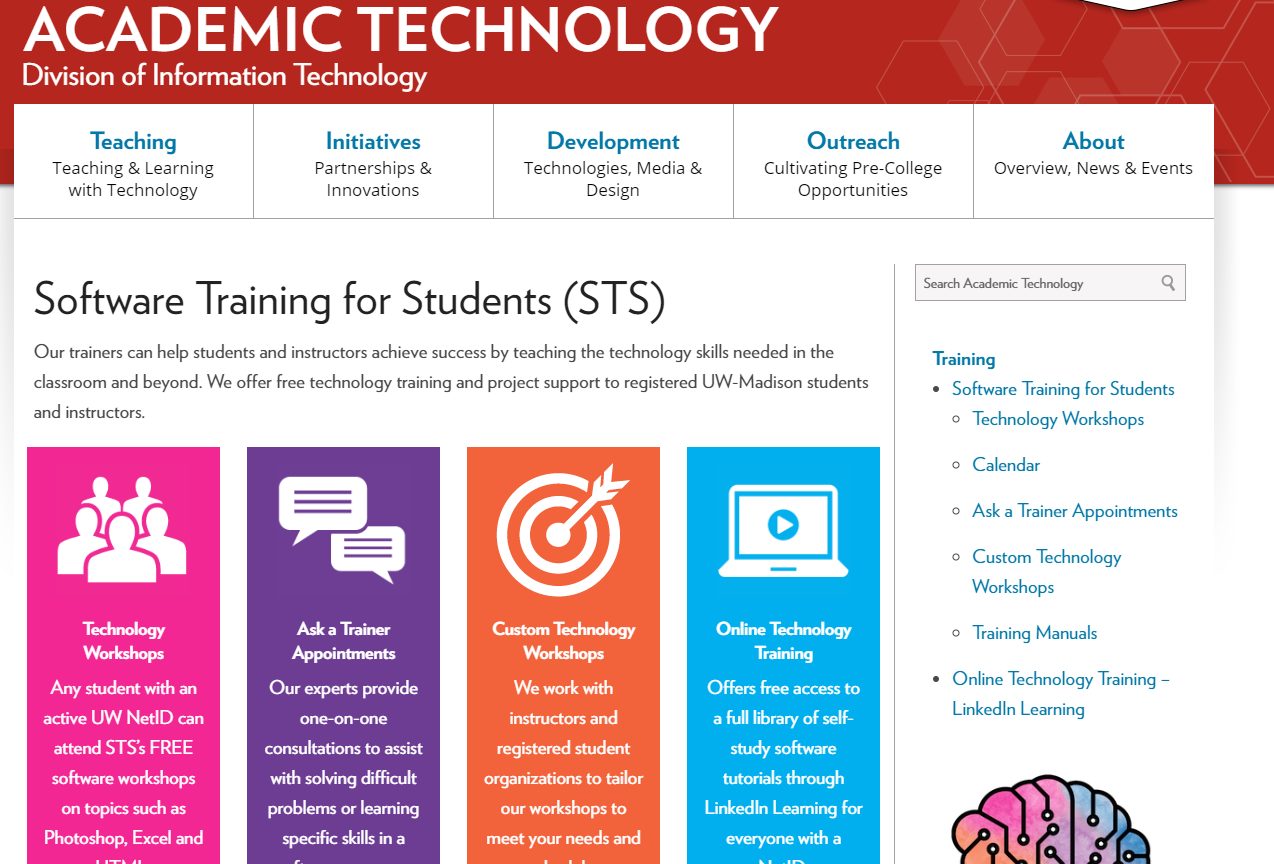 ACADEMIC TECHNOLOGY
Division of Information Technology
Teaching
Teaching & Learning
with Technology
Initiatives
Partnerships &
Innovations
Development
Technologies, Media &
Design
Outreach
Cultivating Pre-College
Opportunities
About
Overview, News & Events
Software Training for Students (STS)
Our trainers can help students and instructors achieve success by teaching the technology skills needed in the
classroom and beyond. We offer free technology training and project support to registered UW-Madison students
and instructors.
Technology
Workshops
Any student with an
active UW NetID can
attend STS's FREE
software workshops
on topics such as
Photoshop, Excel and
Ask a Trainer
Appointments
Our experts provide
one-on-one
consultations to assist
with solving difficult
problems or learning
specific skills in a
Custom Technology
Workshops
We work with
instructors and
registered student
organizations to tailor
our workshops to
meet your needs and
Online Technology
Training
Offers free access to
a full library of self-
study software
tutorials through
LinkedIn Learning for
everyone with a
Search Academic Technology
Training
Software Training for Students
Technology Workshops
Calendar
Ask a Trainer Appointments
Custom Technology
Workshops
Training Manuals
Online Technology Training –
LinkedIn Learning